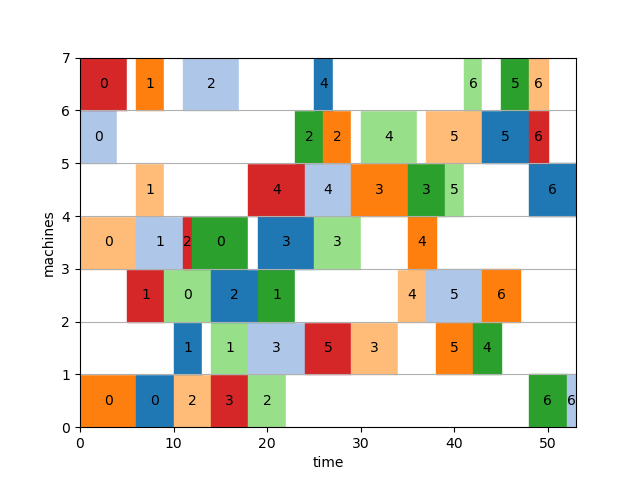 7
0 1 2 4 6 5 6
6
0 2 2 4 5 5 6
5
1 4 4 3 3 5 6
4
0 1 2 0 3 3 4
3
1 0 2 1 4 5 6
2
1 1 3 5 3 5 4
1
0 0 2 3 2 6 6
0
0 10 20 30 40 50
time
machines